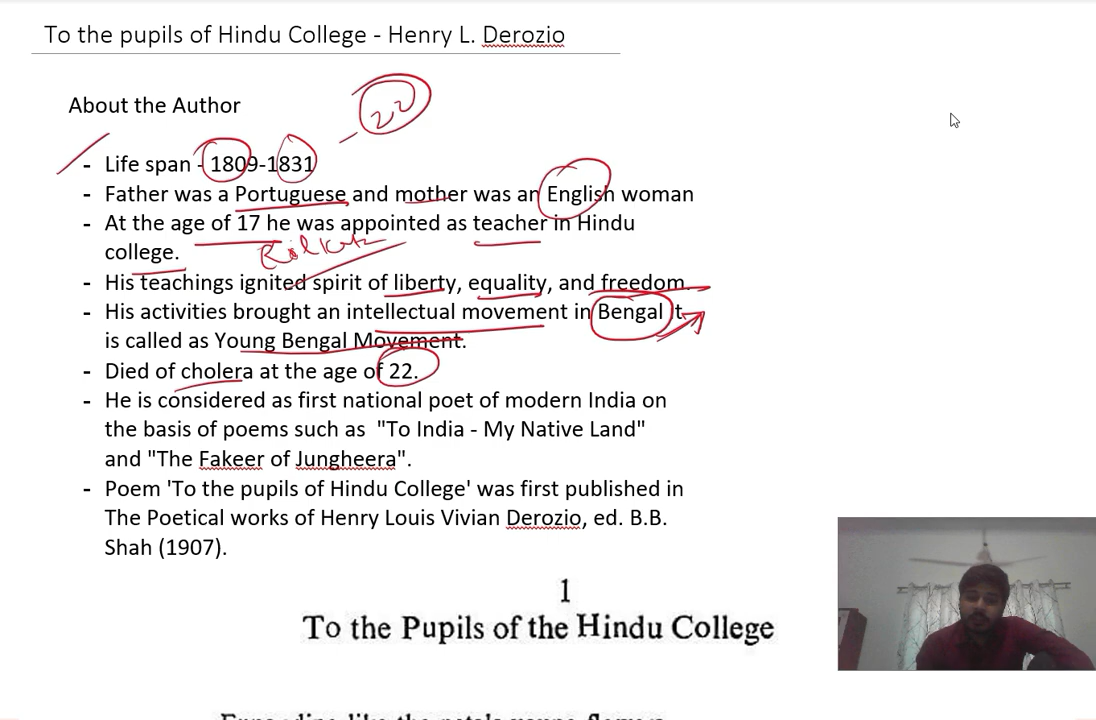 To the pupils of Hindu College - Henry L. Derozio
About the Author
22
- Life span - 1809-1831
- Father was a Portuguese and mother was an English woman
- At the age of 17 he was appointed as teacher in Hindu
college.
- His teachings ignited spirit of liberty, equality, and freedom.
- His activities brought an intellectual movement in Bengal It
is called as Young Bengal Movement.
- Died of cholera at the age of 22.
- He is considered as first national poet of modern India on
the basis of poems such as "To India - My Native Land"
and "The Fakeer of Jungheera".
- Poem 'To the pupils of Hindu College' was first published in
The Poetical works of Henry Louis Vivian Derozio, ed. B.B.
Shah (1907).
1
To the Pupils of the Hindu College